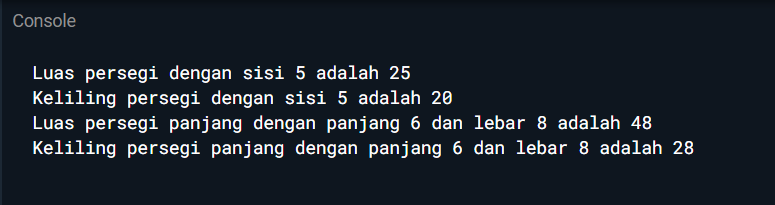 Console
Luas persegi dengan sisi 5 adalah 25
Keliling persegi dengan sisi 5 adalah 20
Luas persegi panjang dengan panjang 6 dan lebar 8 adalah 48
Keliling persegi panjang dengan panjang 6 dan lebar 8 adalah 28